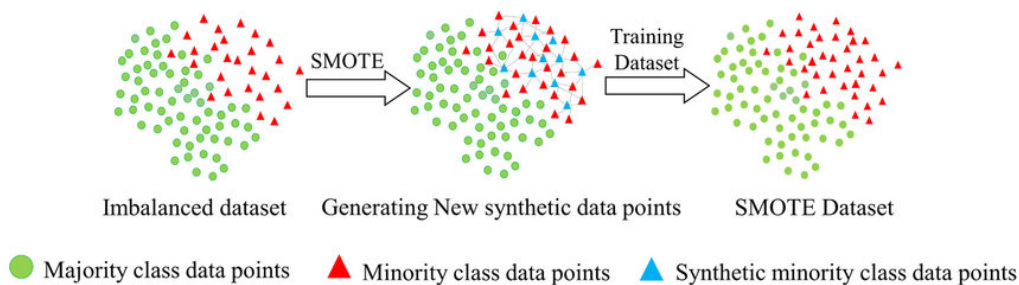 SMOTE
Training
Dataset
Imbalanced dataset
Generating New synthetic data points
SMOTE Dataset
Majority class data points
Minority class data points
Synthetic minority class data points